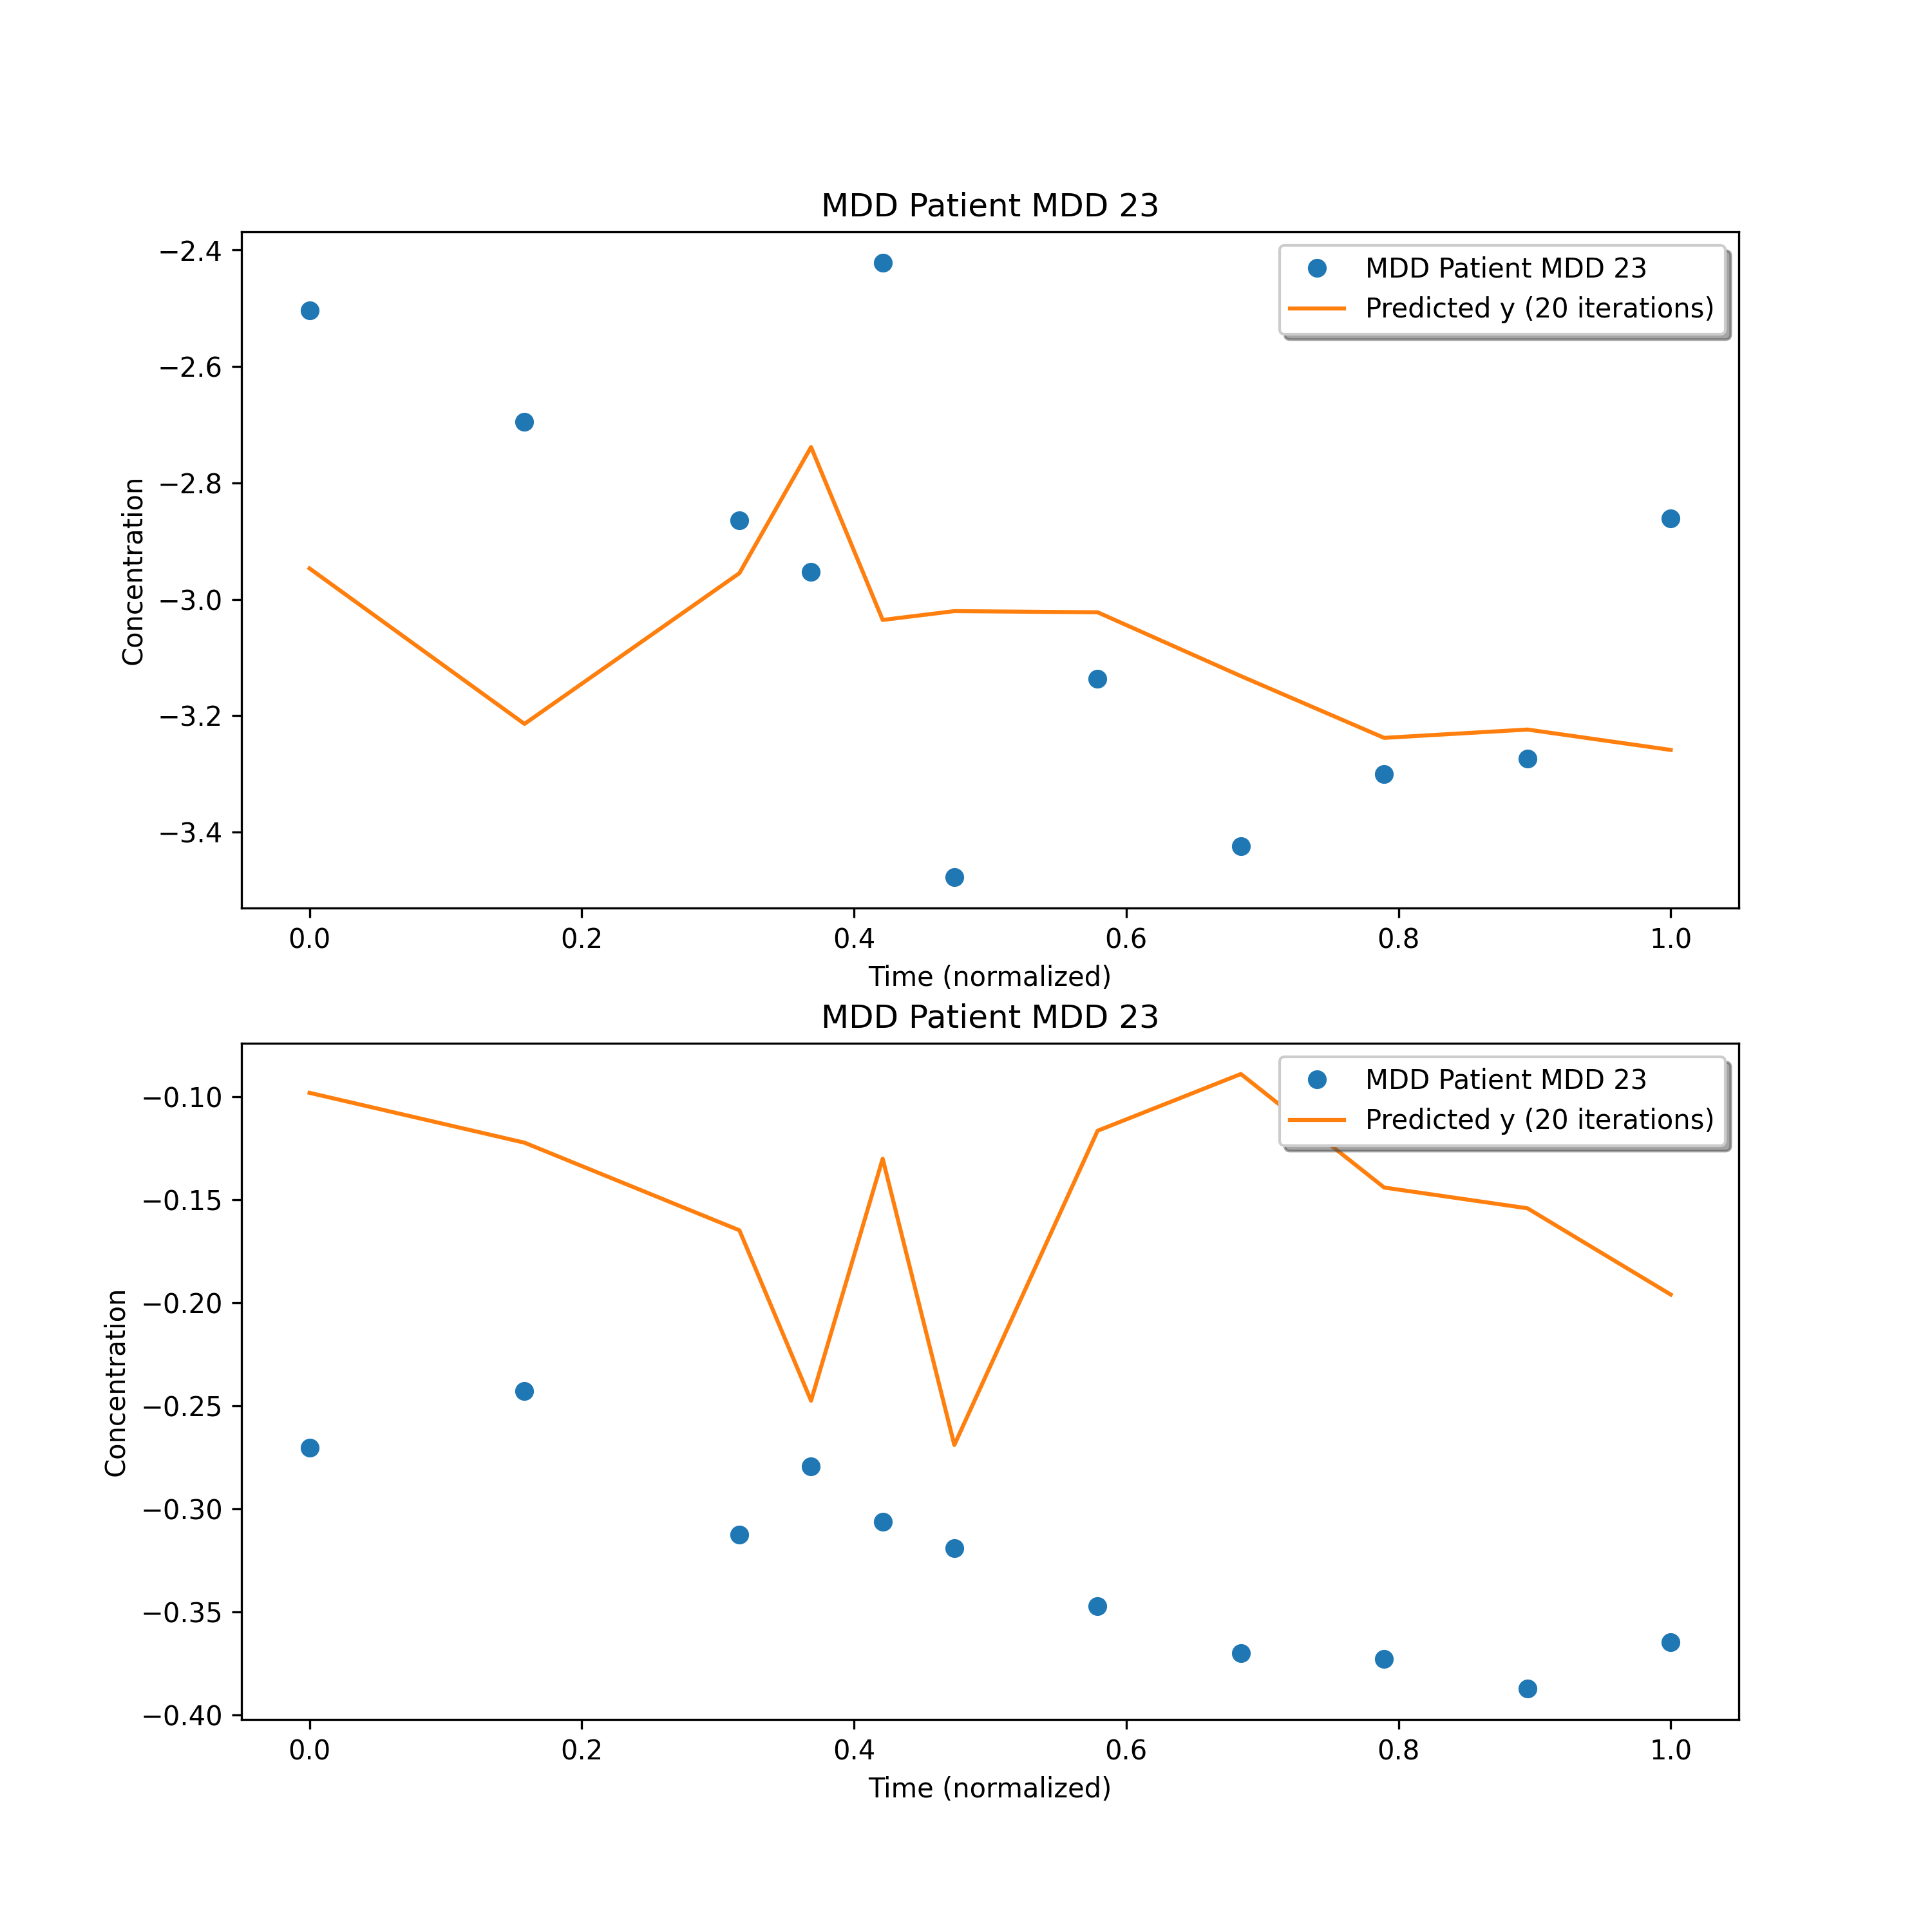 MDD Patient MDD 23
MDD Patient MDD 23
Predicted y (20 iterations)
Concentration
−2.4
−2.6
−2.8
−3.0
−3.2
−3.4
0.0 0.2 0.4 0.6 0.8 1.0
Time (normalized)
MDD Patient MDD 23
MDD Patient MDD 23
Predicted y (20 iterations)
Concentration
−0.10
−0.15
−0.20
−0.25
−0.30
−0.35
−0.40
0.0 0.2 0.4 0.6 0.8 1.0
Time (normalized)